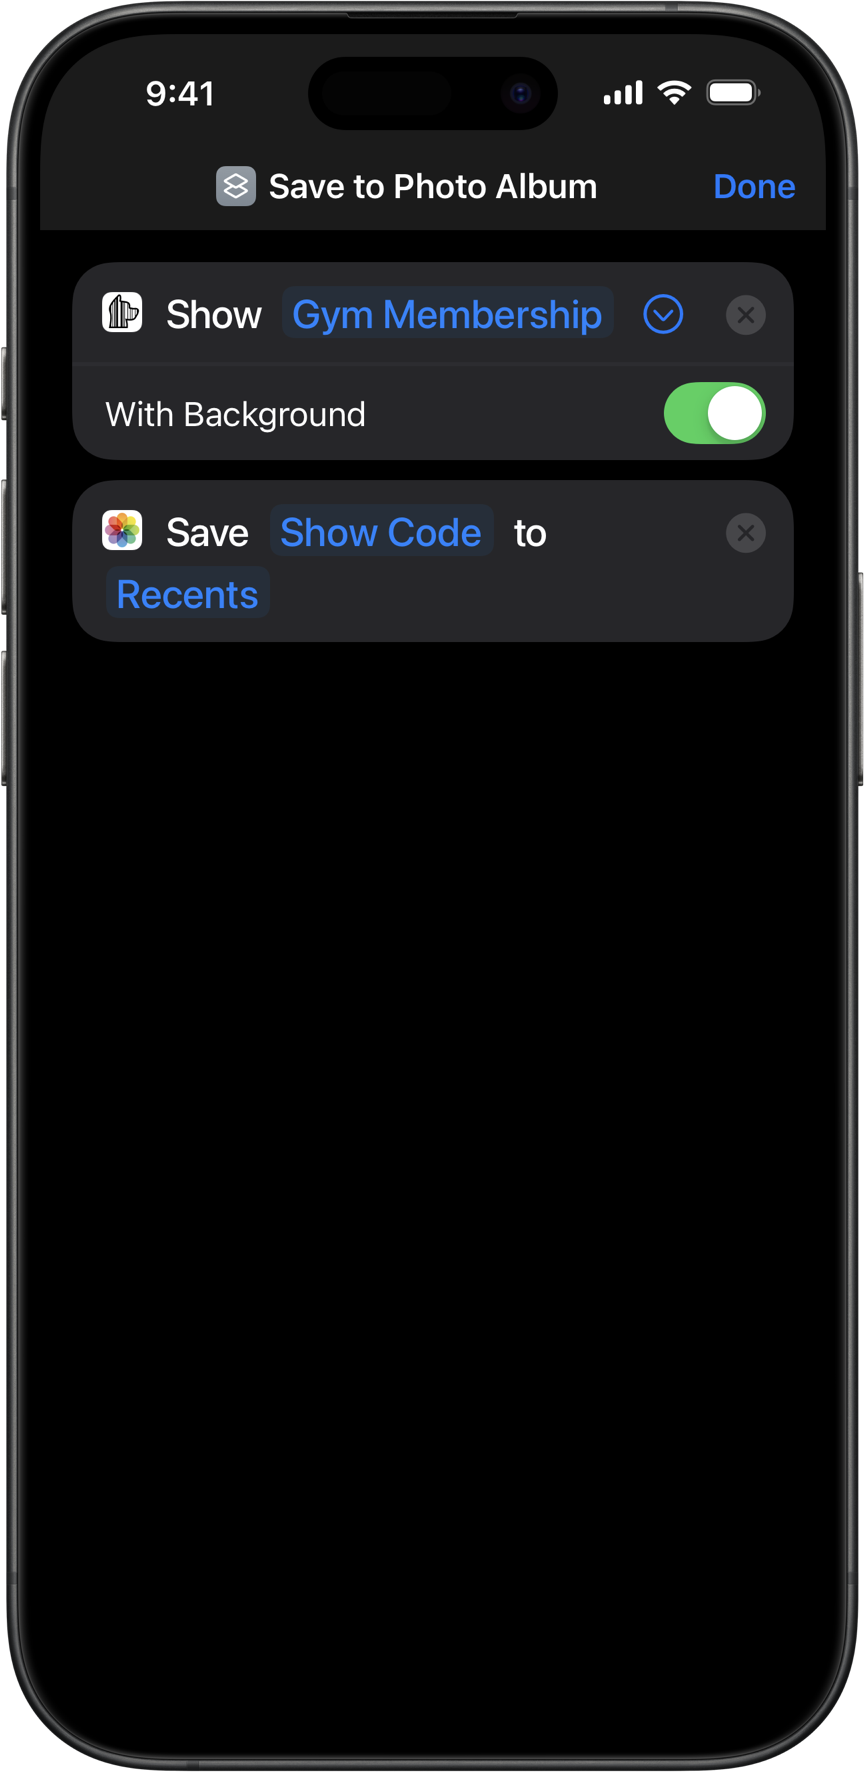 9:41
Save to Photo Album Done
Show Gym Membership
With Background
Save Show Code to
Recents